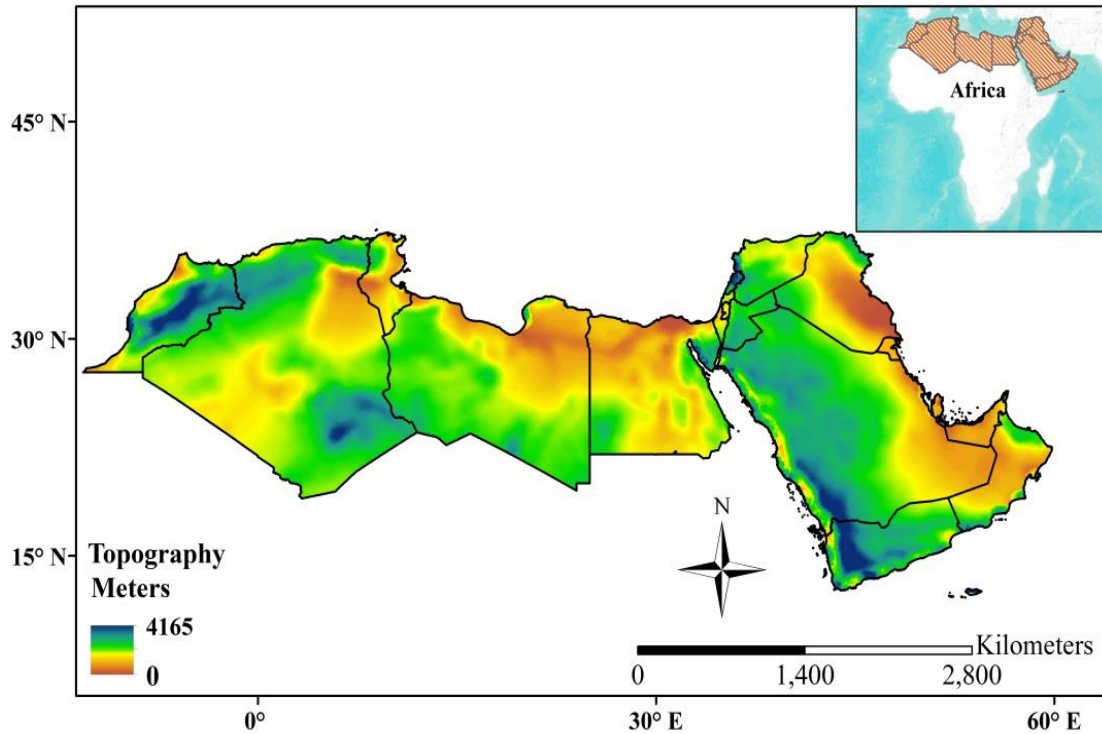 Africa
45° N
30° N
15° N
N
Topography
Meters
4165
0
Kilometers
0 1,400 2,800
0° 30° E 60° E